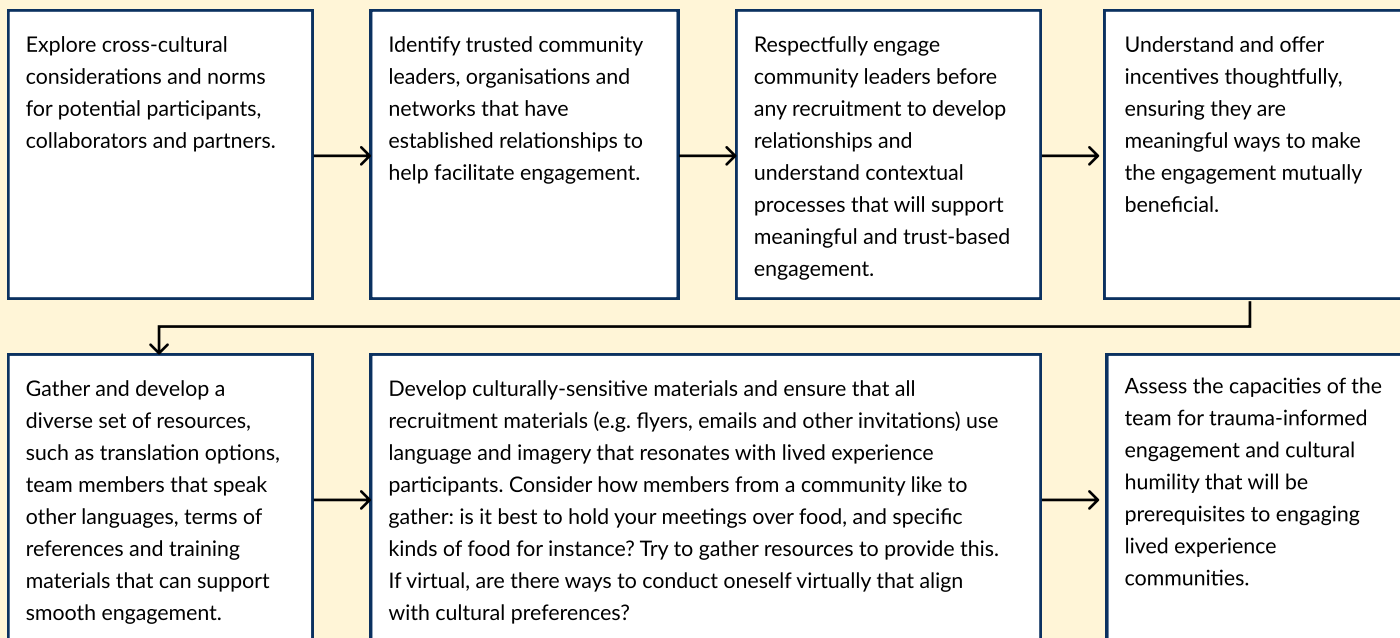 Explore cross-cultural
considerations and norms
for potential participants,
collaborators and partners.
Identify trusted community
leaders, organisations and
networks that have
established relationships to
help facilitate engagement.
Respectfully engage
community leaders before
any recruitment to develop
relationships and
understand contextual
processes that will support
meaningful and trust-based
engagement.
Understand and offer
incentives thoughtfully,
ensuring they are
meaningful ways to make
the engagement mutually
beneficial.
Gather and develop a
diverse set of resources,
such as translation options,
team members that speak
other languages, terms of
references and training
materials that can support
smooth engagement.
Develop culturally-sensitive materials and ensure that all
recruitment materials (e.g. flyers, emails and other invitations) use
language and imagery that resonates with lived experience
participants. Consider how members from a community like to
gather: is it best to hold your meetings over food, and specific
kinds of food for instance? Try to gather resources to provide this.
If virtual, are there ways to conduct oneself virtually that align
with cultural preferences?
Assess the capacities of the
team for trauma-informed
engagement and cultural
humility that will be
prerequisites to engaging
lived experience
communities.